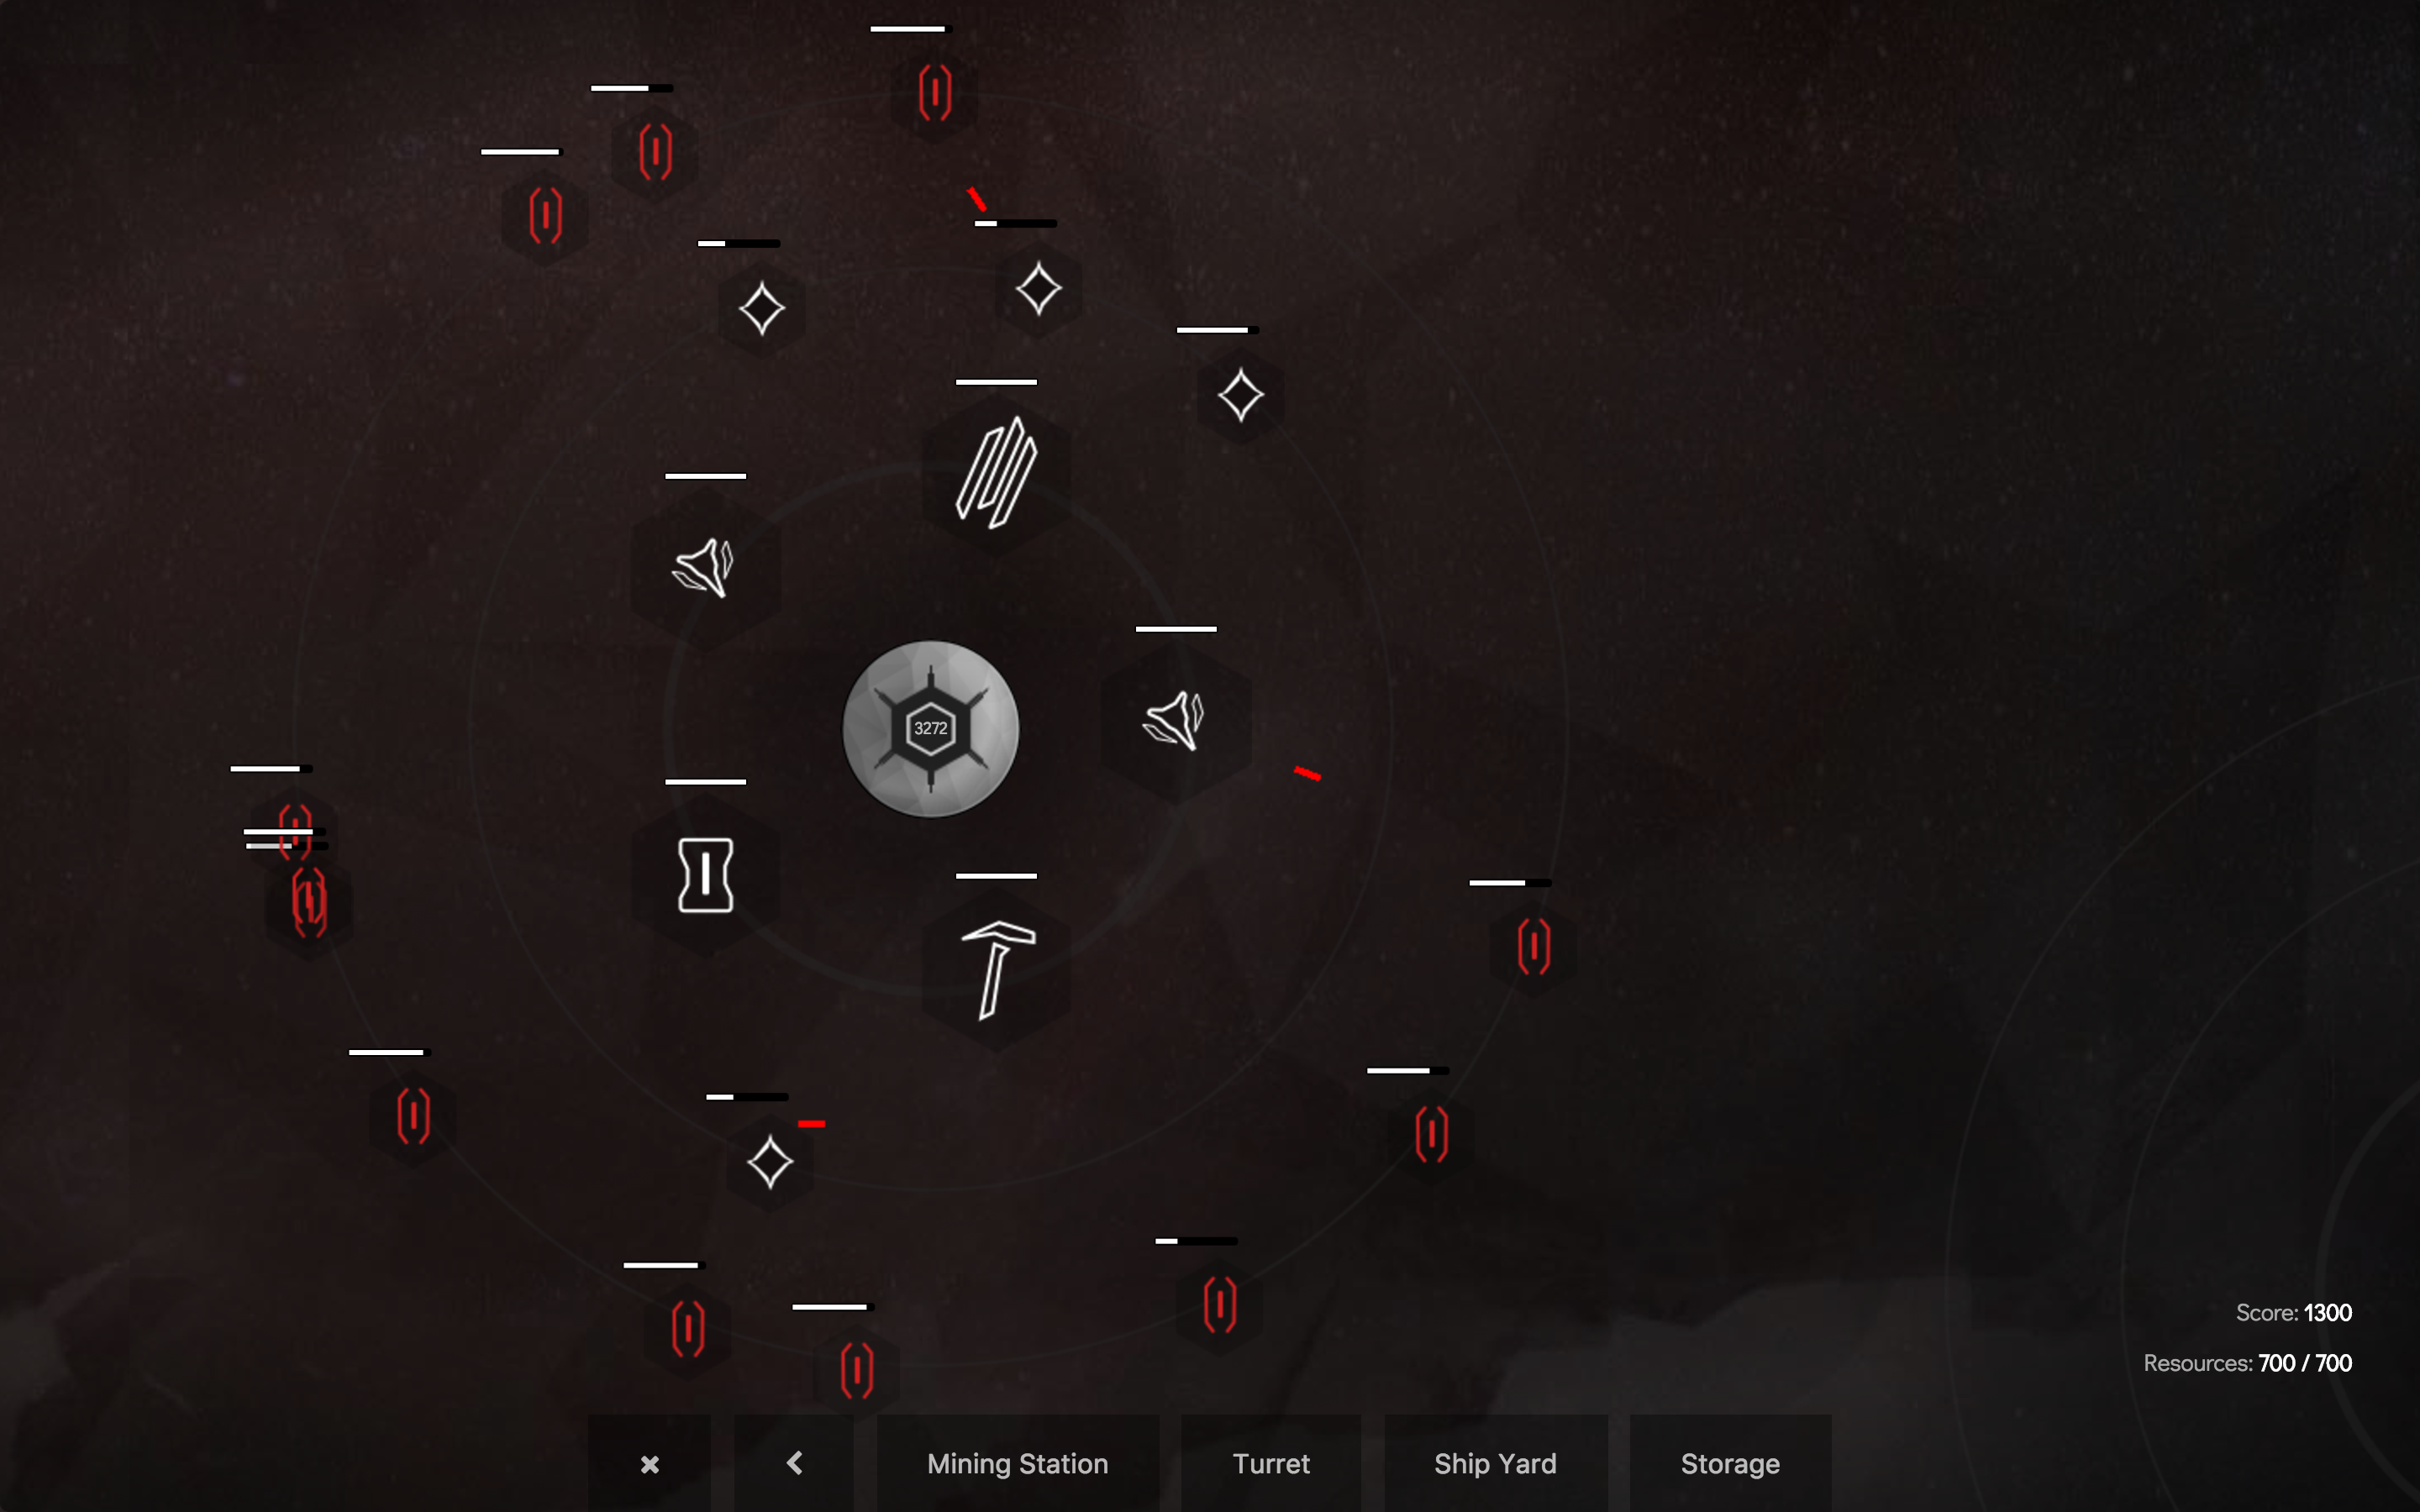 3272
Score: 1300
Resources: 700 / 700
Mining Station
Turret
Ship Yard
Storage